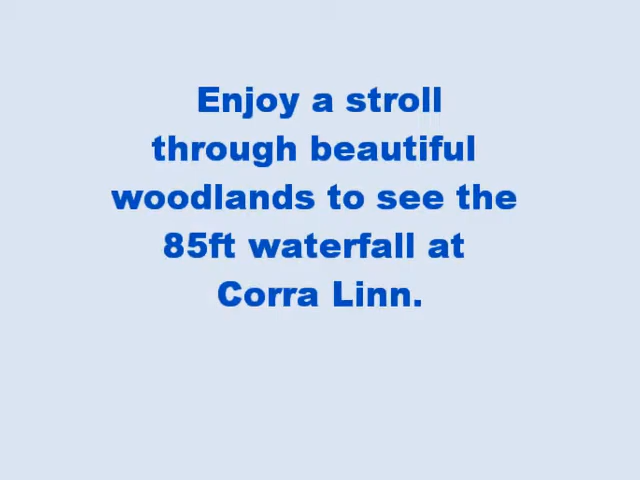 Enjoy a stroll
through beautiful
woodlands to see the
85ft waterfall at
Corra Linn.